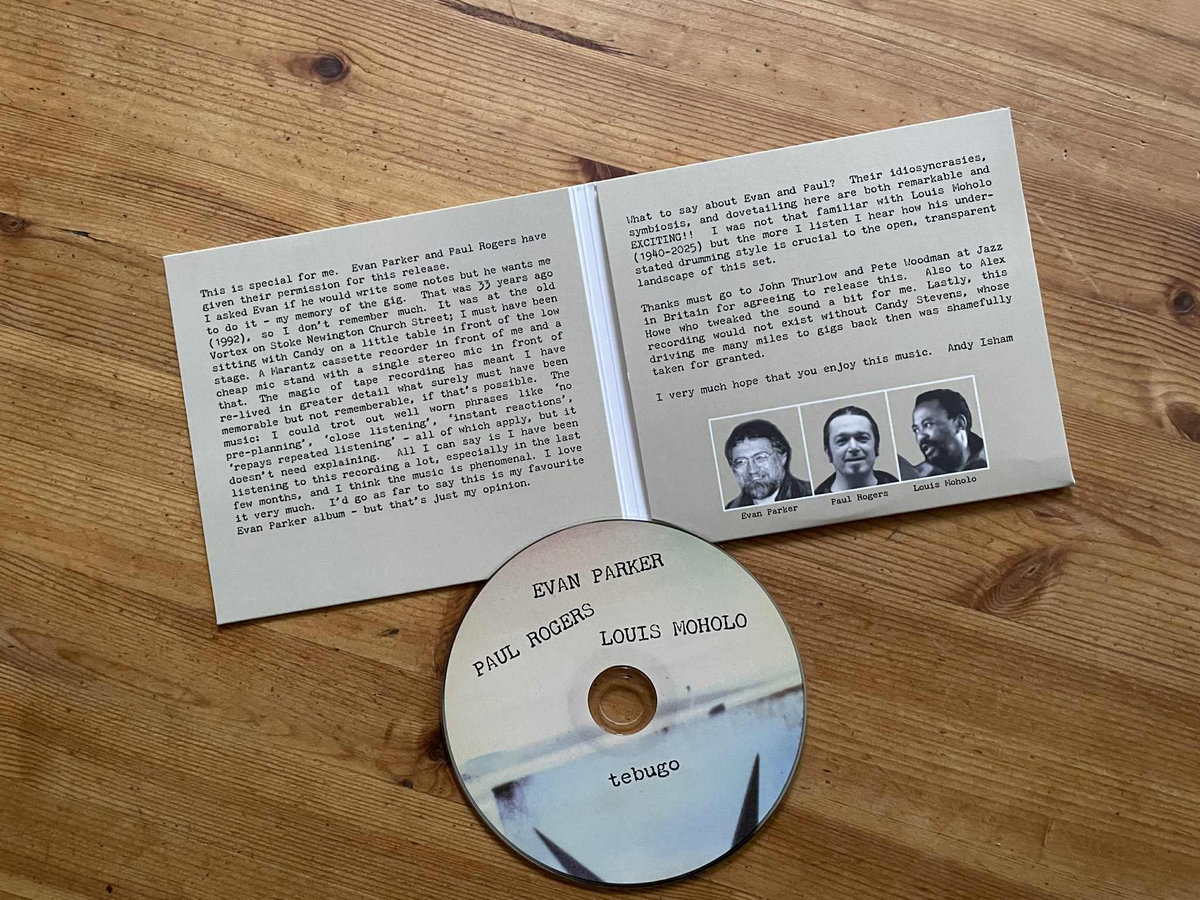 This is special for me.  Evan Parker and Paul Rogers have
given their permission for this release.
I asked Evan if he would write some notes but he wants me
to do it - my memory of the gig.  That was 33 years ago
(1992), so I don't remember much.  It was at the old
Vortex on Stoke Newington Church Street; I must have been
sitting with Candy on a little table in front of the low
stage. A Marantz cassette recorder in front of me and a
cheap mic stand with a single stereo mic in front of
that.  The magic of tape recording has meant I have
re-lived in greater detail what surely must have been
memorable but not rememberable, if that's possible.  The
music: I could trot out well worn phrases like 'no
pre-planning', 'close listening', 'instant reactions',
'repays repeated listening' - all of which apply, but it
doesn't need explaining.  All I can say is I have been
listening to this recording a lot, especially in the last
few months, and I think the music is phenomenal. I love
it very much.  I'd go as far to say this is my favourite
Evan Parker album - but that's just my opinion.
What to say about Evan and Paul?  Their idiosyncrasies,
symbiosis, and dovetailing here are both remarkable and
EXCITING!!  I was not that familiar with Louis Moholo
(1940-2025) but the more I listen I hear how his under-
stated drumming style is crucial to the open, transparent
landscape of this set.
Thanks must go to John Thurlow and Pete Woodman at Jazz
in Britain for agreeing to release this.  Also to Alex
Howe who tweaked the sound a bit for me.  Lastly, this
recording would not exist without Candy Stevens, whose
driving me many miles to gigs back then was shamefully
taken for granted.
I very much hope that you enjoy this music.  Andy Isham
Evan Parker
Paul Rogers
Louis Moholo
EVAN PARKER
PAUL ROGERS
LOUIS MOHOLO
tebugo